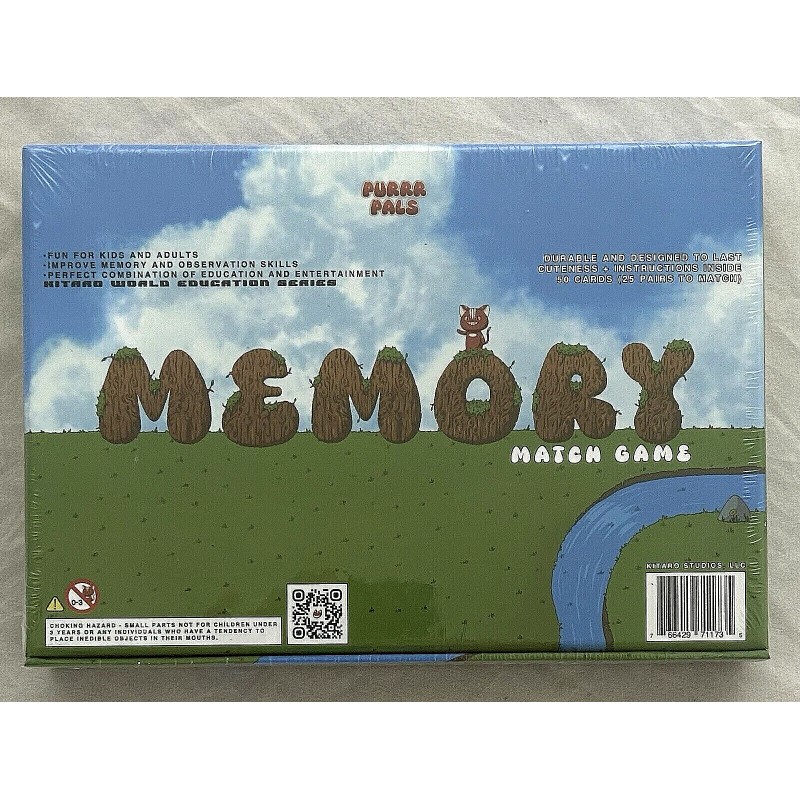 PURRR
PALS
·FUN FOR KIDS AND ADULTS
·IMPROVE MEMORY AND OBSERVATION SKILLS
·PERFECT COMBINATION OF EDUCATION AND ENTERTAINMENT
KITARO WORLD EDUCATION SERIES
DURABLE AND DESIGNED TO LAST
CUTENESS + INSTRUCTIONS INSIDE
50 CARDS (25 PAIRS TO MATCH)
MEMORY
MATCH GAME
KITARO STUDIOS, LLC
0-3
CHOKING HAZARD - SMALL PARTS NOT FOR CHILDREN UNDER
3 YEARS OR ANY INDIVIDUALS WHO HAVE A TENDENCY TO
PLACE INEDIBLE OBJECTS IN THEIR MOUTHS.
7 66429 71173 5